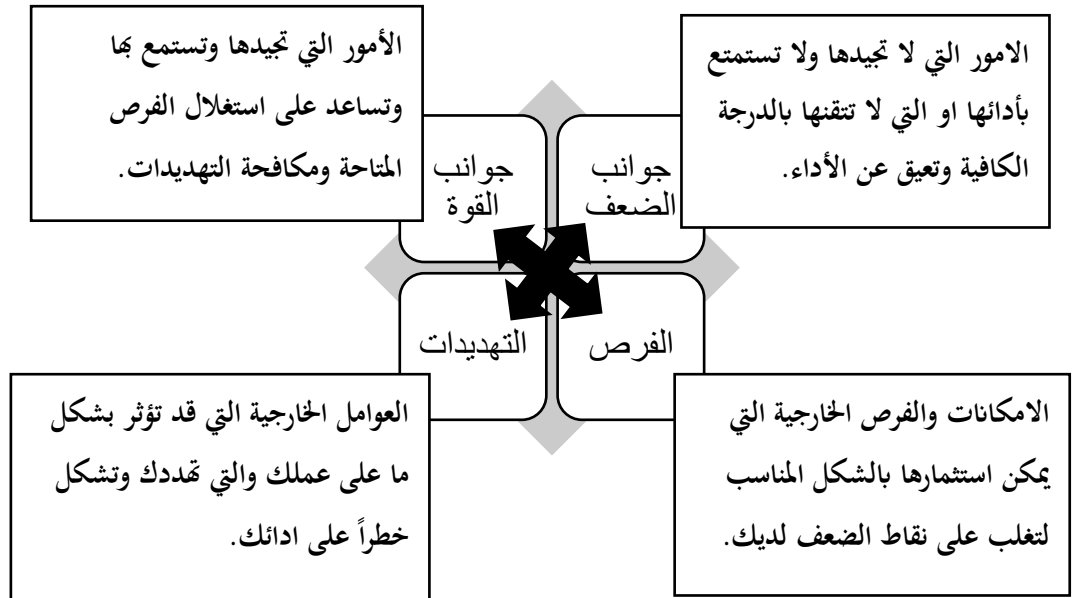 الامور التي لا تجيدها ولا تستمتع
بأدائها او التي لا تتقنها بالدرجة
الكافية وتعيق عن الأداء.
الأمور التي تجيدها وتستمع بها
وتساعد على استغلال الفرص
المتاحة ومكافحة التهديدات.
جوانب
الضعف
جوانب
القوة
الفرص
التهديدات
الامكانات والفرص الخارجية التي
يمكن استثمارها بالشكل المناسب
لتغلب على نقاط الضعف لديك.
العوامل الخارجية التي قد تؤثر بشكل
ما على عملك والتي تهددك وتشكل
خطراً على ادائك.